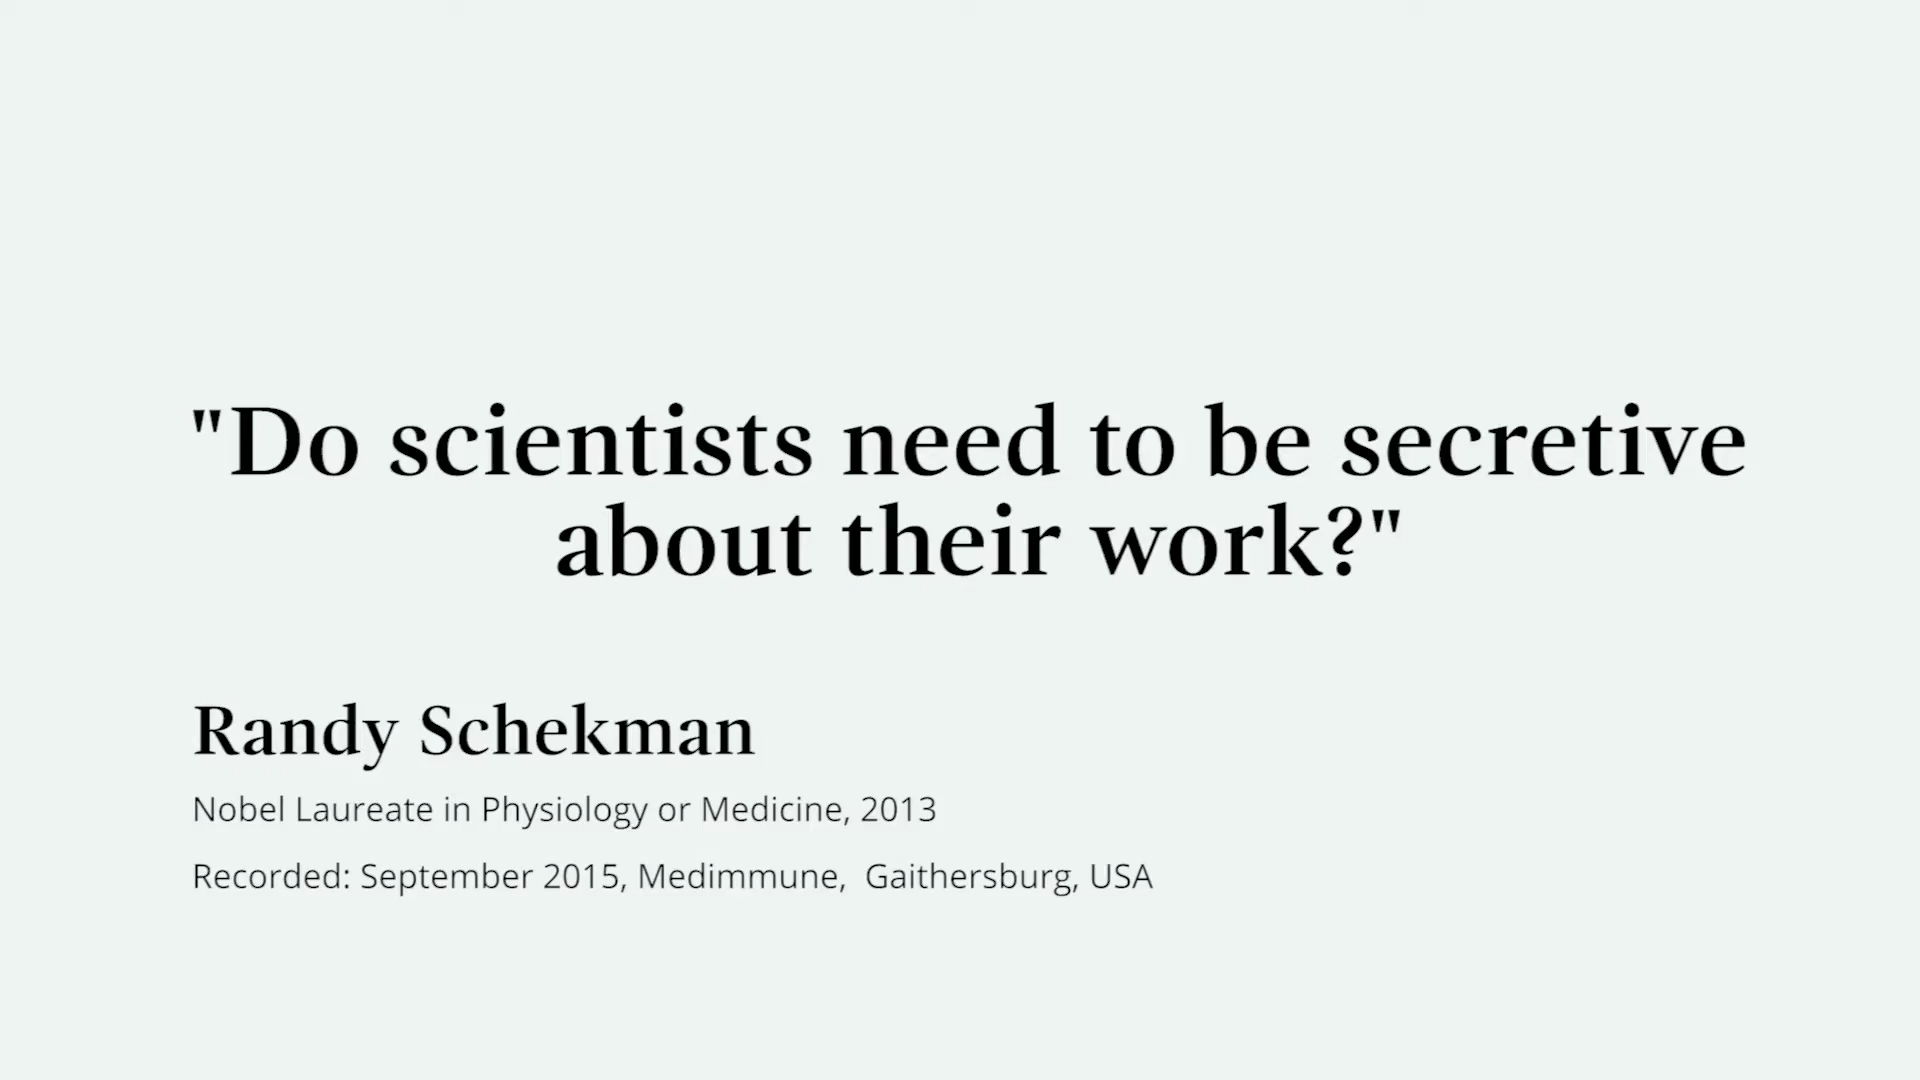 "Do scientists need to be secretive
about their work?"
Randy Schekman
Nobel Laureate in Physiology or Medicine, 2013
Recorded: September 2015, Medimmune,  Gaithersburg, USA